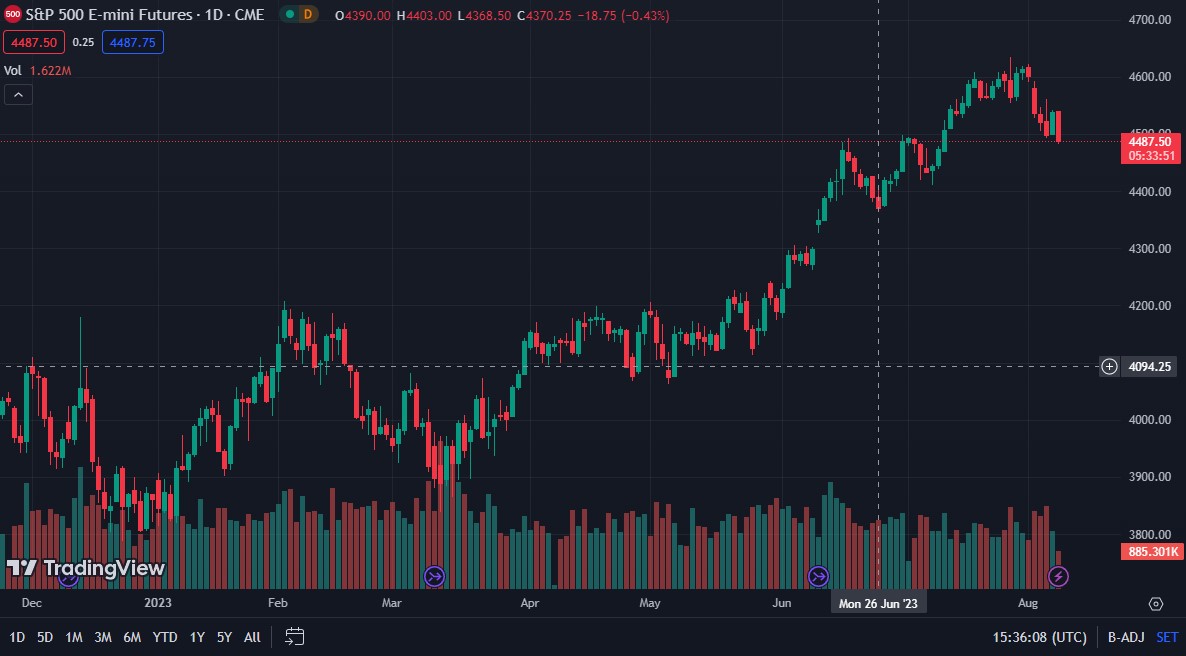 500 S&P 500 E-mini Futures · 1D · CME D O4390.00 H4403.00 L4368.50 C4370.25 −18.75 (−0.43%)
4487.50 0.25 4487.75
Vol 1.622M
4700.00
4600.00
4500.00
4487.50
05:33:51
4400.00
4300.00
4200.00
4094.25
4000.00
3900.00
3800.00
885.301K
TradingView
Dec 2023 Feb Mar Apr May Jun Mon 26 Jun '23 Aug
1D 5D 1M 3M 6M YTD 1Y 5Y All 15:36:08 (UTC) B-ADJ SET